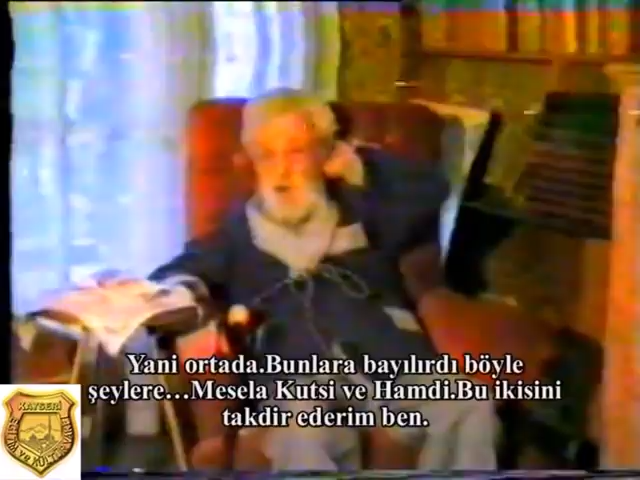 Yani ortada.Bunlara bayılırdı böyle
şeylere...Mesela Kutsi ve Hamdi.Bu ikisini
takdir ederim ben.
KAYSERİ